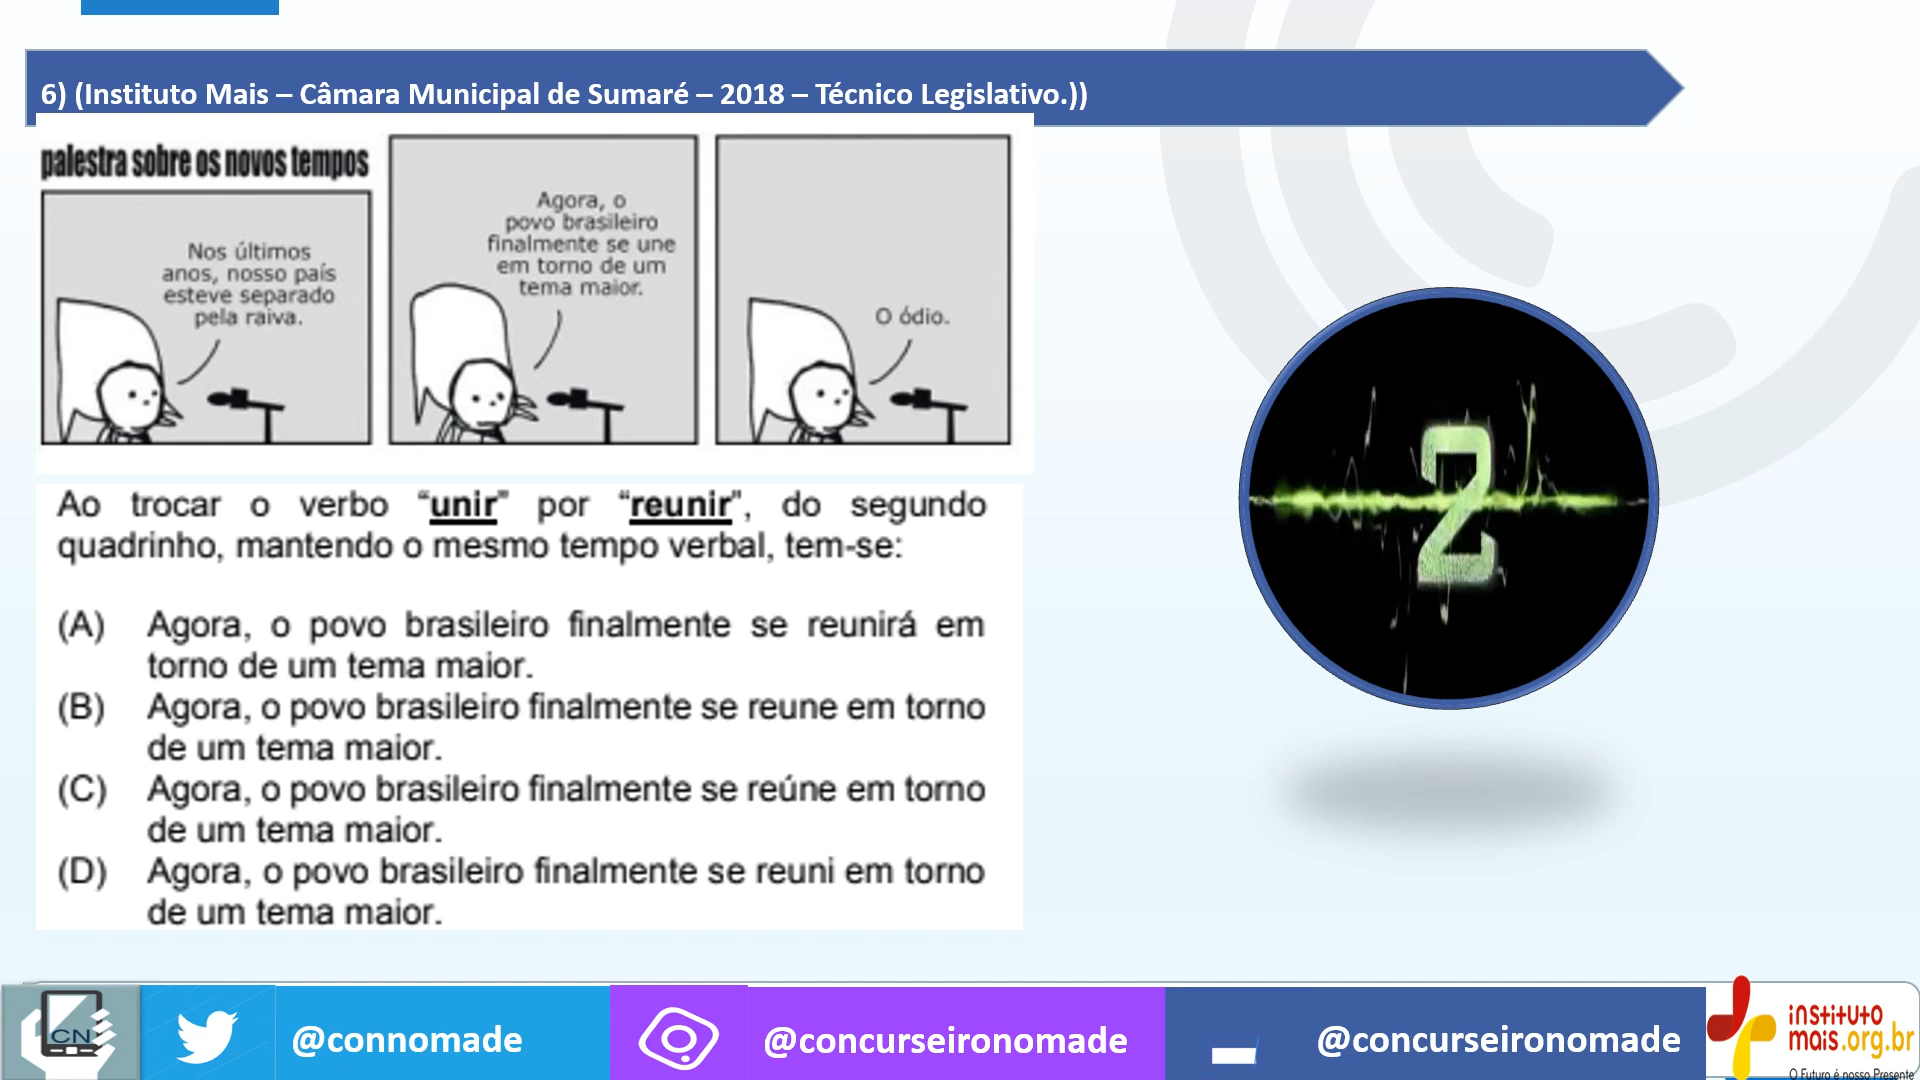 6) (Instituto Mais – Câmara Municipal de Sumaré – 2018 – Técnico Legislativo.))
palestra sobre os novos tempos
Nos últimos
anos, nosso país
esteve separado
pela raiva.
Agora, o
povo brasileiro
finalmente se une
em torno de um
tema maior.
O ódio.
Ao trocar o verbo “unir” por “reunir”, do segundo
quadrinho, mantendo o mesmo tempo verbal, tem-se:
(A) Agora, o povo brasileiro finalmente se reunirá em
torno de um tema maior.
(B) Agora, o povo brasileiro finalmente se reune em torno
de um tema maior.
(C) Agora, o povo brasileiro finalmente se reúne em torno
de um tema maior.
(D) Agora, o povo brasileiro finalmente se reuni em torno
de um tema maior.
2
CN
@connomade
@concurseironomade
@concurseironomade
instituto
mais.org.br
O Futuro é nosso Presente